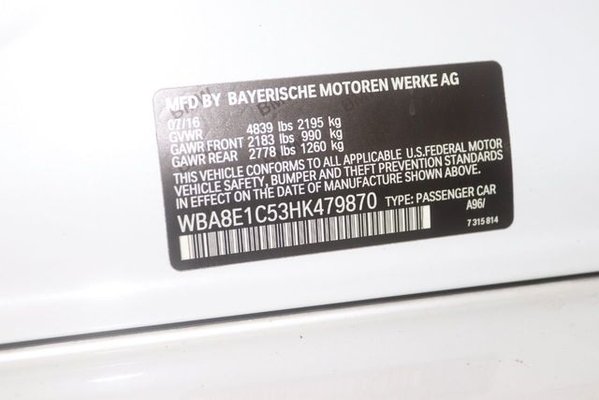 MFD BY BAYERISCHE MOTOREN WERKE AG
07/16
GVWR 4839 lbs 2195 kg
GAWR FRONT 2183 lbs 990 kg
GAWR REAR 2778 lbs 1260 kg
THIS VEHICLE CONFORMS TO ALL APPLICABLE U.S.FEDERAL MOTOR
VEHICLE SAFETY, BUMPER AND THEFT PREVENTION STANDARDS
IN EFFECT ON THE DATE OF MANUFACTURE SHOWN ABOVE.
WBA8E1C53HK479870 TYPE: PASSENGER CAR
A96/
7 315 814